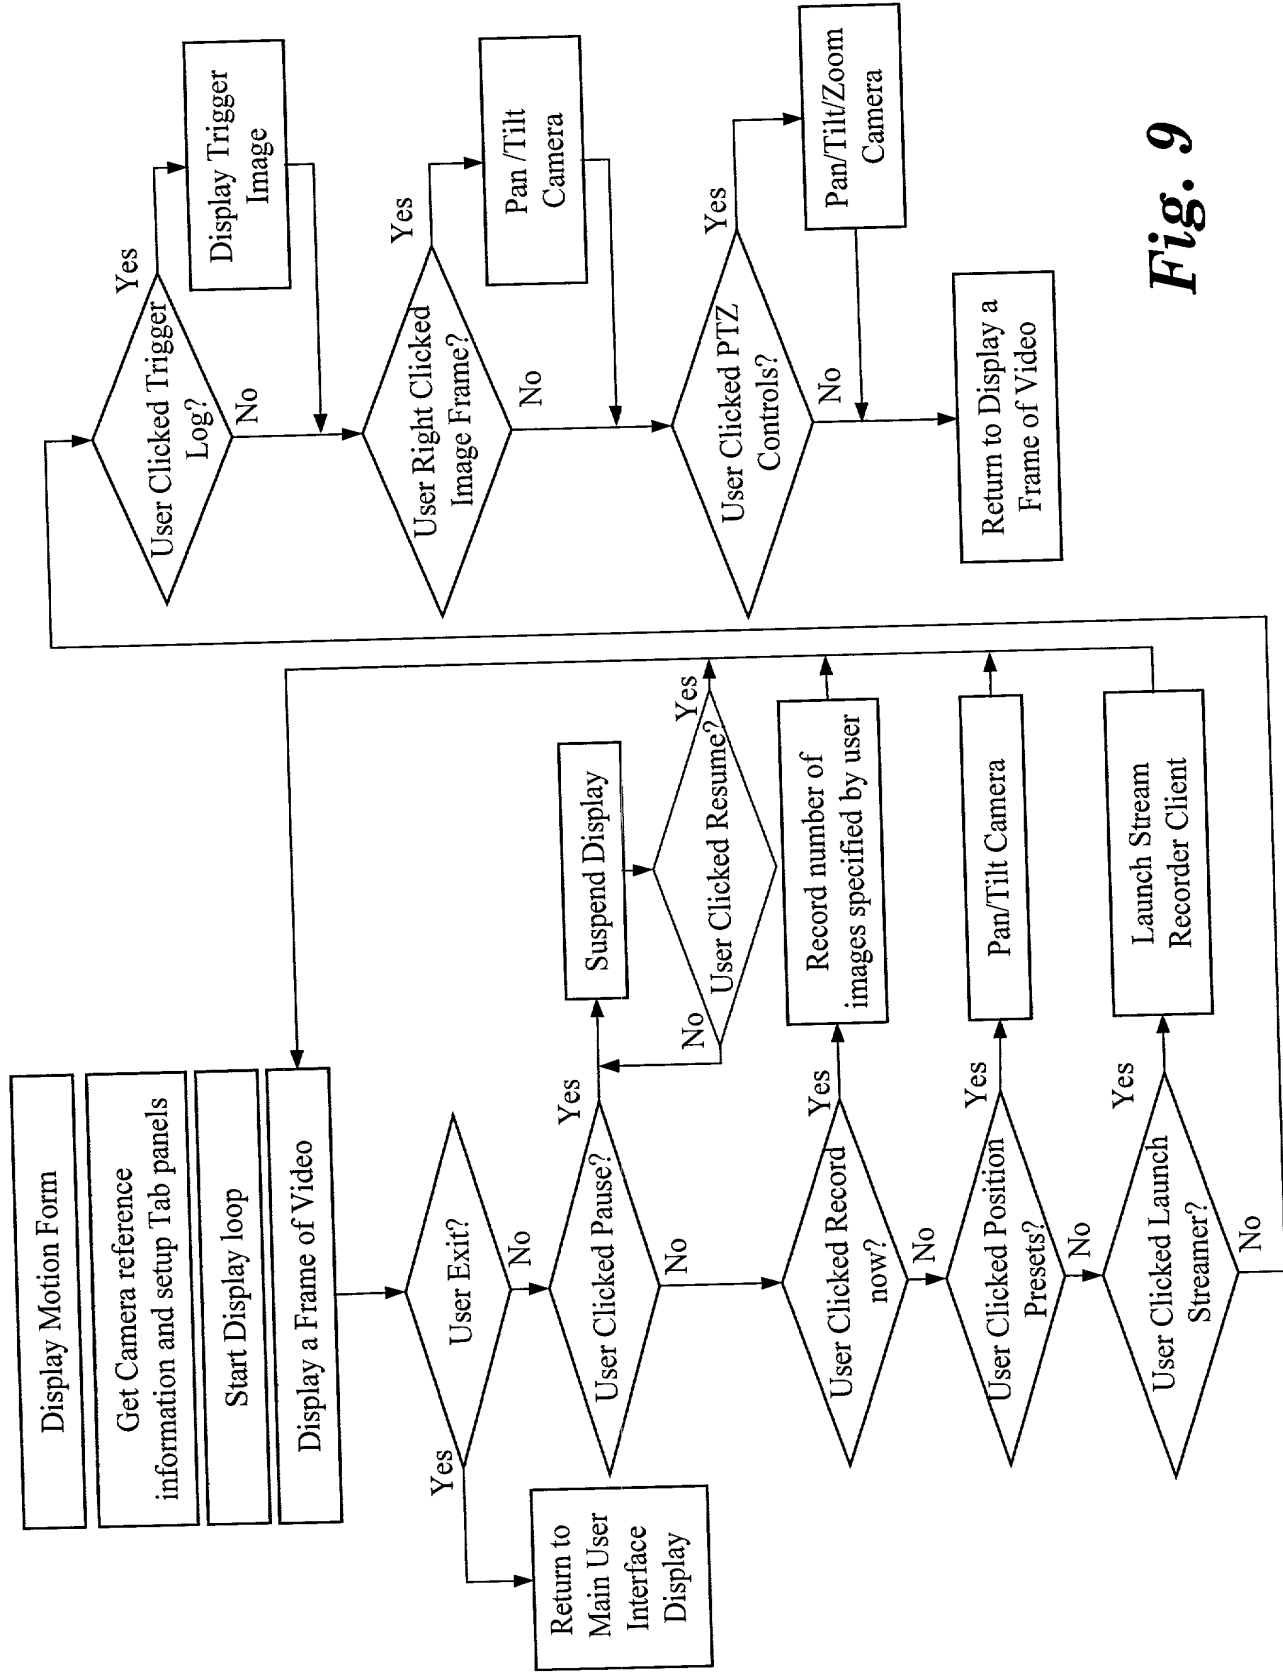 Display Motion Form
Get Camera reference
information and setup Tab panels
Start Display loop
Display a Frame of Video
User Exit?
Yes
No
Return to
Main User
Interface
Display
User Clicked Pause?
Yes
No
Suspend Display
User Clicked Resume?
No
Yes
User Clicked Record
now?
Yes
No
Record number of
images specified by user
User Clicked Position
Presets?
Yes
No
Pan/Tilt Camera
User Clicked Launch
Streamer?
Yes
No
Launch Stream
Recorder Client
User Clicked Trigger
Log?
Yes
No
Display Trigger
Image
User Right Clicked
Image Frame?
Yes
No
Pan /Tilt
Camera
User Clicked PTZ
Controls?
Yes
No
Pan/Tilt/Zoom
Camera
Return to Display a
Frame of Video
Fig. 9